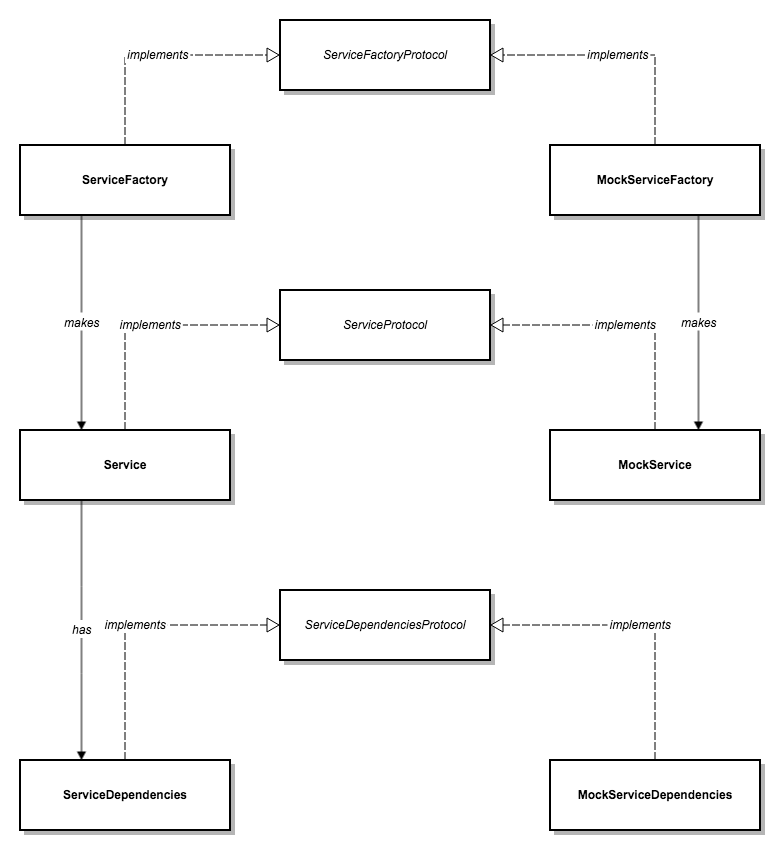 implements
ServiceFactoryProtocol
implements
ServiceFactory
MockServiceFactory
makes
implements
ServiceProtocol
implements
makes
Service
MockService
has
implements
ServiceDependenciesProtocol
implements
ServiceDependencies
MockServiceDependencies